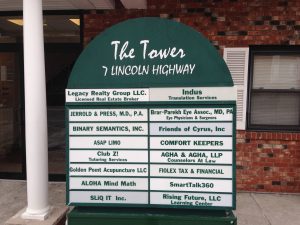 The Tower
7 LINCOLN HIGHWAY
Legacy Realty Group LLC.
Licensed Real Estate Broker
Indus
Translation Services
JERROLD & PRESS, M.D., P.A.
Brar-Parekh Eye Assoc., MD, PA
Eye Physicians & Surgeons
BINARY SEMANTICS, INC.
Friends of Cyrus, Inc
ASAP LIMO
COMFORT KEEPERS
Club Z!
Tutoring Services
AGHA & AGHA, LLP
Counselors At Law
Golden Point Acupuncture LLC
FIOLEX TAX & FINANCIAL
ALOHA Mind Math
SmartTalk360
SLiQ IT Inc.
Rising Future, LLC
Learning Center